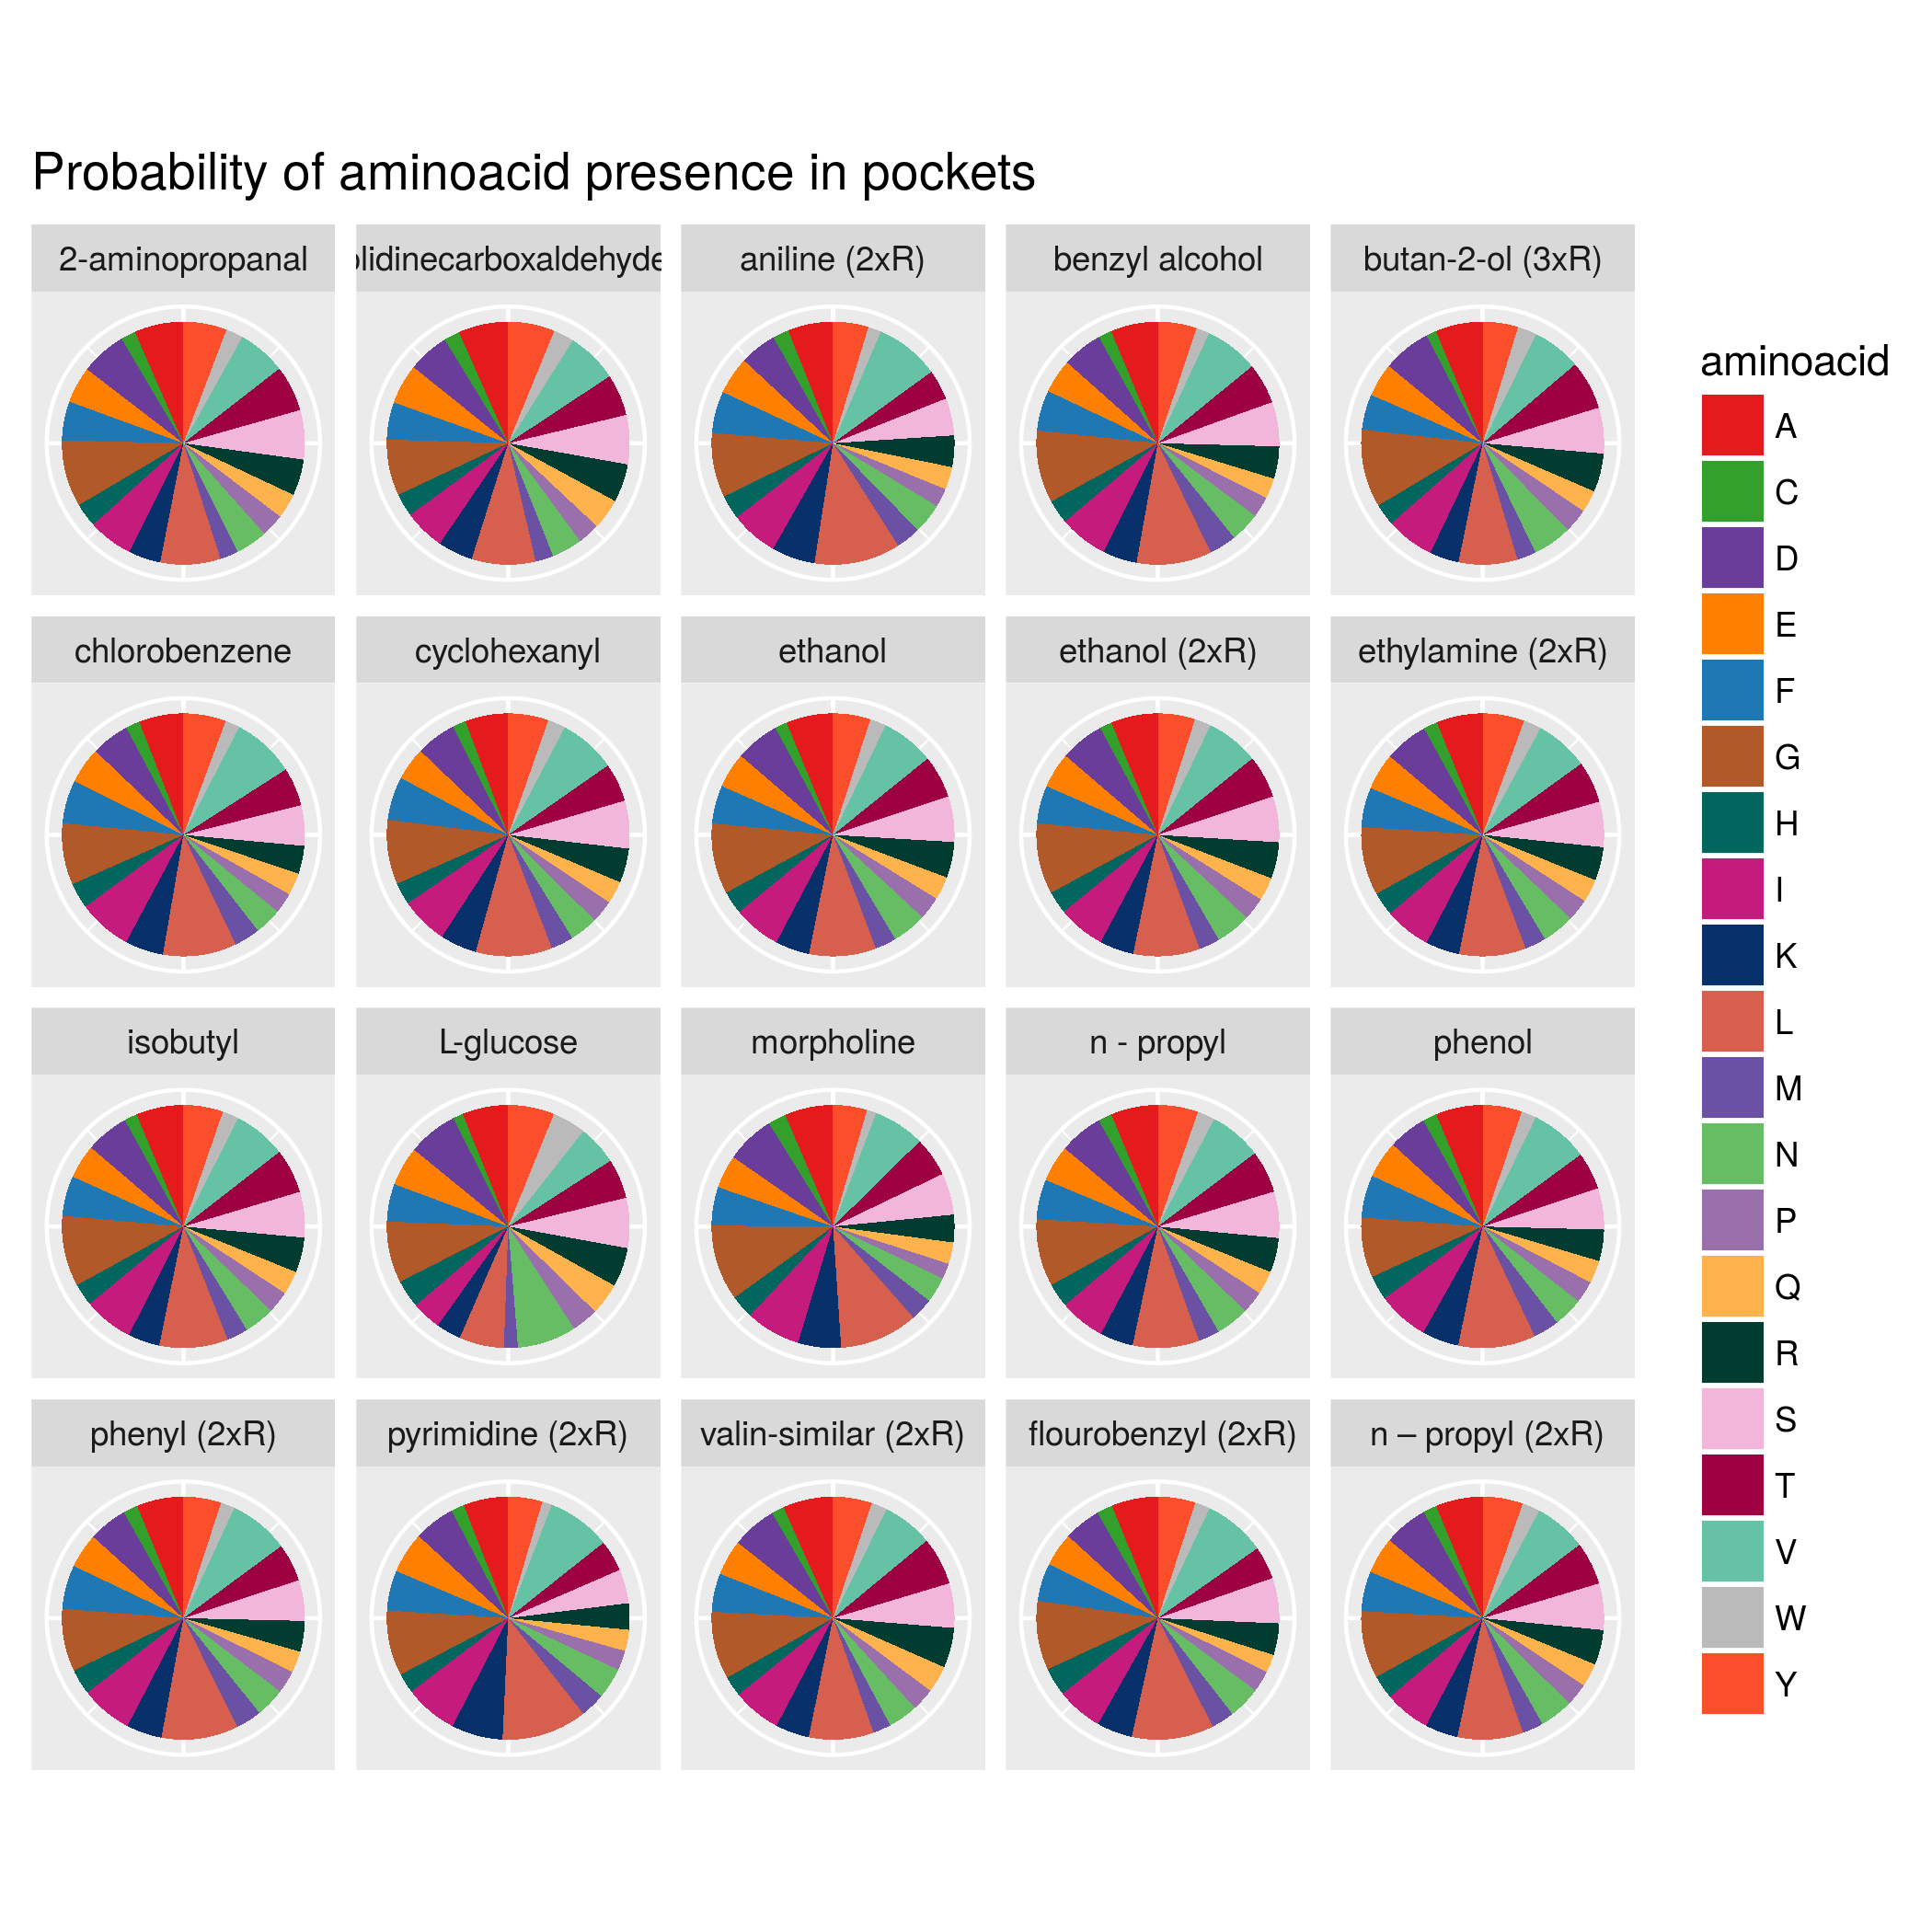 Probability of aminoacid presence in pockets
2-aminopropanal
lidinecarboxaldehyde
aniline (2xR)
benzyl alcohol
butan-2-ol (3xR)
chlorobenzene
cyclohexanyl
ethanol
ethanol (2xR)
ethylamine (2xR)
isobutyl
L-glucose
morpholine
n - propyl
phenol
phenyl (2xR)
pyrimidine (2xR)
valin-similar (2xR)
flourobenzyl (2xR)
n – propyl (2xR)
aminoacid
A
C
D
E
F
G
H
I
K
L
M
N
P
Q
R
S
T
V
W
Y